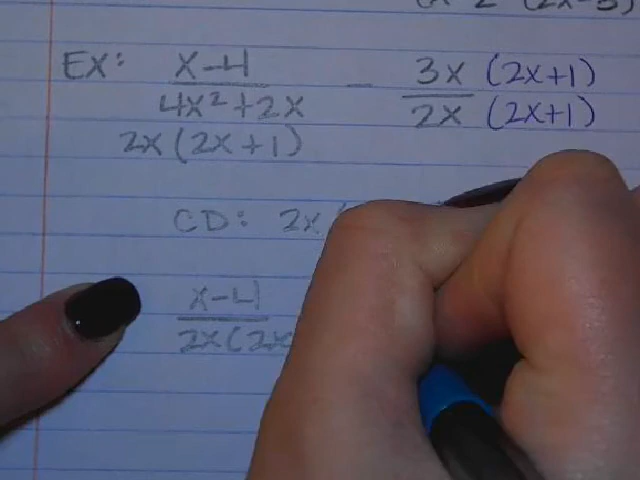 EX: x-4 / 4x² + 2x - 3x (2x+1) / 2x (2x+1)
2x (2x + 1)
CD: 2x
x-4 / 2x(2x